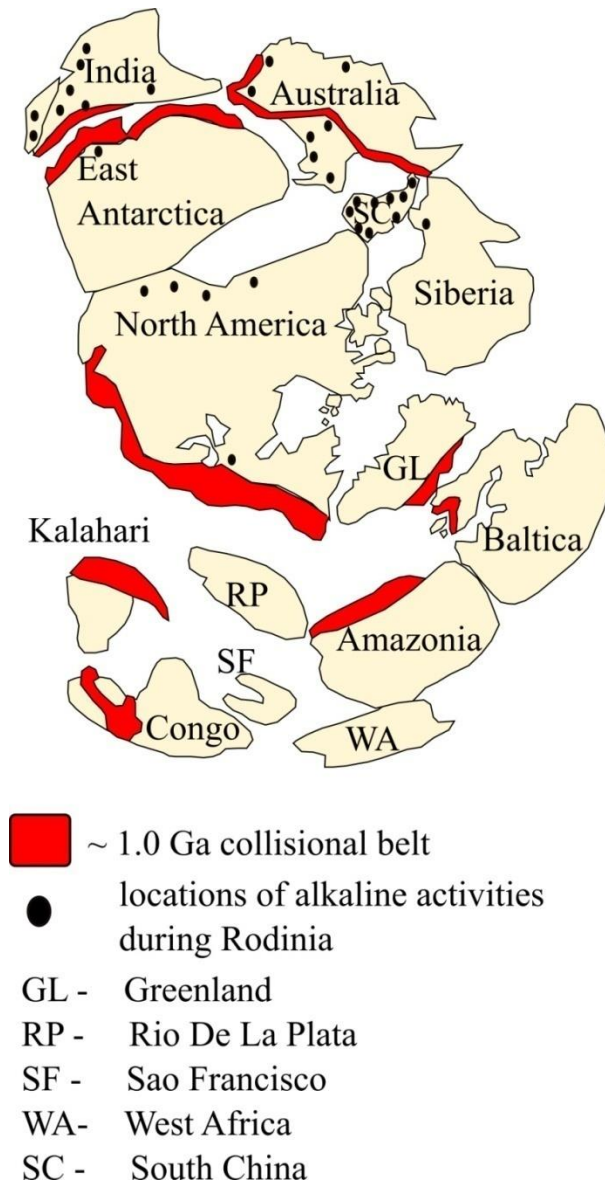 India
Australia
East
Antarctica
SC
Siberia
North America
GL
Kalahari
Baltica
RP
Amazonia
SF
Congo
WA
~ 1.0 Ga collisional belt
locations of alkaline activities
during Rodinia
GL - Greenland
RP - Rio De La Plata
SF - Sao Francisco
WA- West Africa
SC - South China